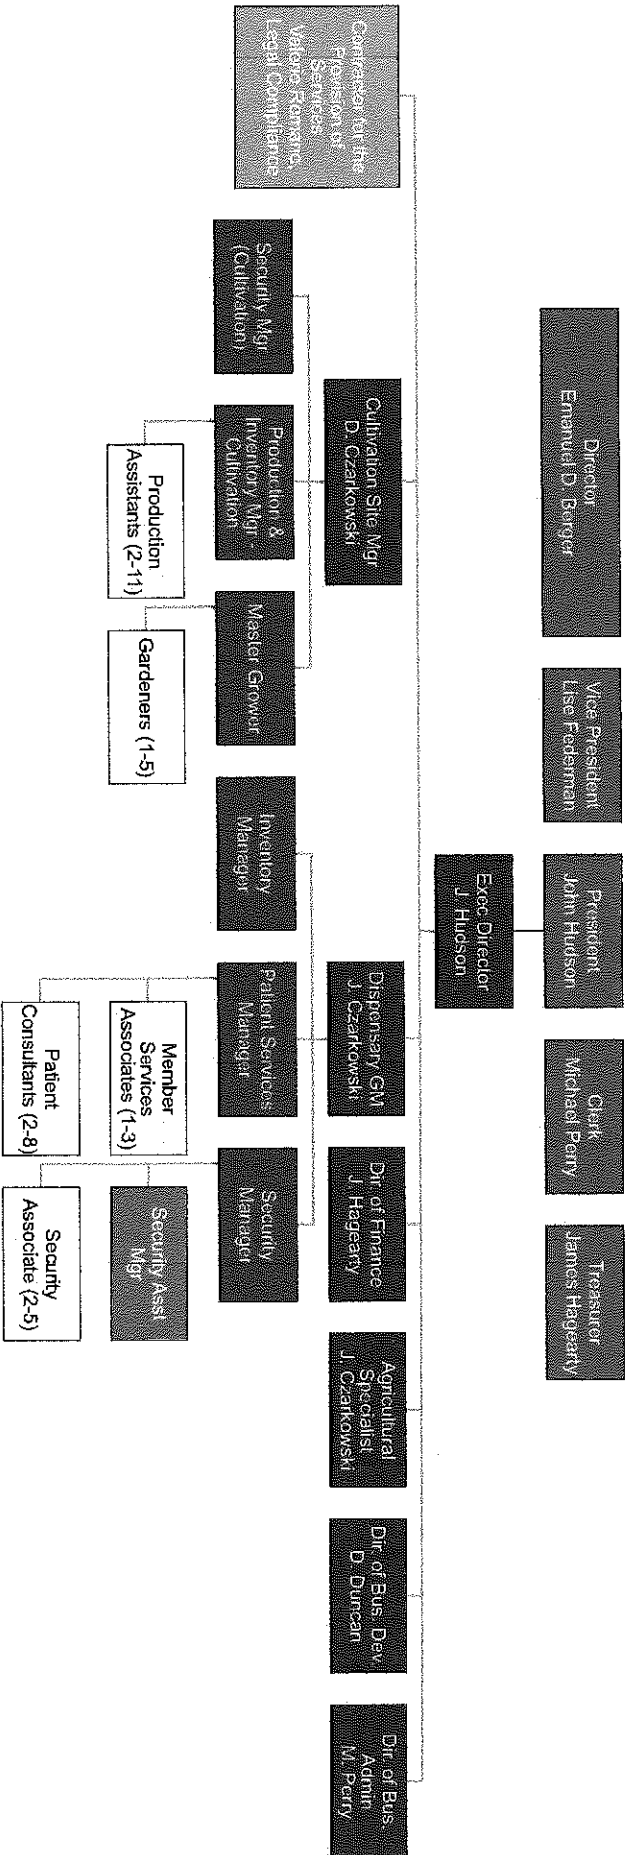 Director
Emanuel D. Berger
Vice President
Lise Federman
President
John Hudson
Clerk
Michael Perry
Treasurer
James Hagearty
Exec Director
J. Hudson
Contractor for the
Provision of
Services
Valerie Romano,
Legal Compliance
Cultivation Site Mgr
D. Czarkowski
Dispensary GM
J. Czarkowski
Dir. of Finance
J. Hagearty
Agricultural
Specialist
J. Czarkowski
Dir. of Bus. Dev.
D. Duncan
Dir. of Bus.
Admin
M. Perry
Security Mgr
(Cultivation)
Production &
Inventory Mgr -
Cultivation
Master Grower
Inventory
Manager
Patient Services
Manager
Security
Manager
Production
Assistants (2-11)
Gardeners (1-5)
Member
Services
Associates (1-3)
Security Asst
Mgr
Patient
Consultants (2-8)
Security
Associate (2-5)